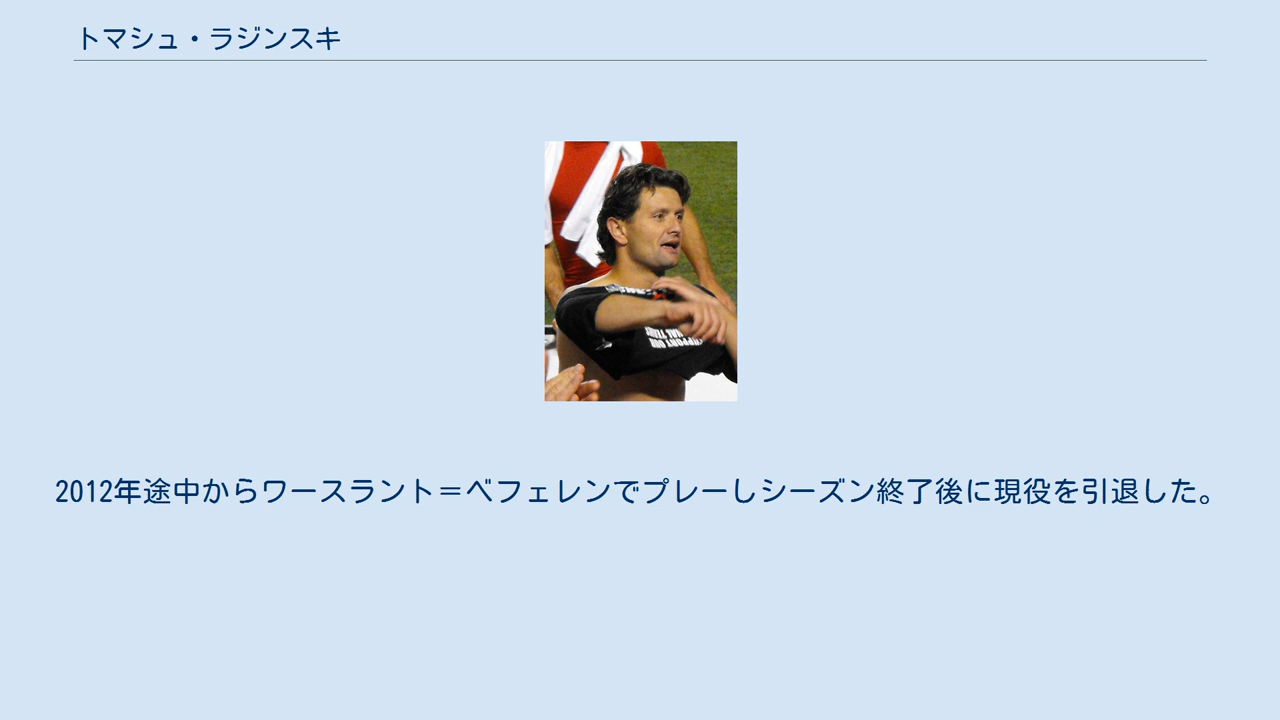 トマシュ・ラジンスキ
SUPPORT OUR
2012年途中からワースラント＝ベフェレンでプレーしシーズン終了後に現役を引退した。